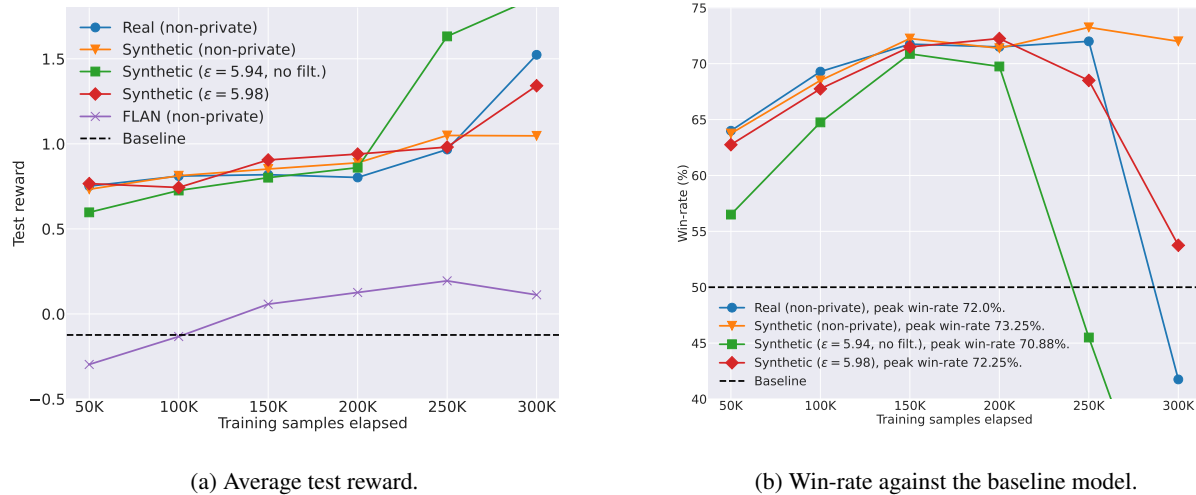 Real (non-private)
Synthetic (non-private)
Synthetic (ε = 5.94, no filt.)
Synthetic (ε = 5.98)
FLAN (non-private)
Baseline
Test reward
1.5
1.0
0.5
0.0
−0.5
50K 100K 150K 200K 250K 300K
Training samples elapsed
(a) Average test reward.
Win-rate (%)
75
70
65
60
55
50
45
40
Real (non-private), peak win-rate 72.0%.
Synthetic (non-private), peak win-rate 73.25%.
Synthetic (ε = 5.94, no filt.), peak win-rate 70.88%.
Synthetic (ε = 5.98), peak win-rate 72.25%.
Baseline
50K 100K 150K 200K 250K 300K
Training samples elapsed
(b) Win-rate against the baseline model.